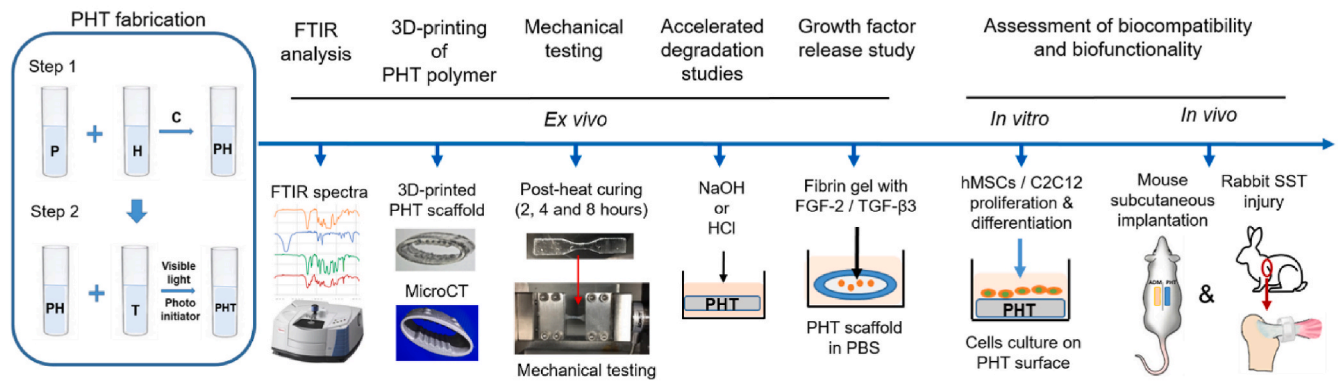 PHT fabrication
Step 1
P
+
H
C
PH
Step 2
PH
+
T
Visible
light
Photo
initiator
PHT
FTIR
analysis
3D-printing
of
PHT polymer
Mechanical
testing
Accelerated
degradation
studies
Growth factor
release study
Assessment of biocompatibility
and biofunctionality
Ex vivo
In vitro
In vivo
FTIR spectra
3D-printed
PHT scaffold
MicroCT
Post-heat curing
(2, 4 and 8 hours)
Mechanical testing
NaOH
or
HCl
PHT
Fibrin gel with
FGF-2 / TGF-β3
PHT scaffold
in PBS
hMSCs / C2C12
proliferation &
differentiation
PHT
Cells culture on
PHT surface
Mouse
subcutaneous
implantation
ADM
PHT
&
Rabbit SST
injury